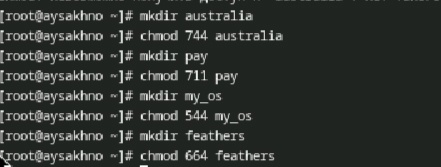 [root@aysakhno ~]# mkdir australia
[root@aysakhno ~]# chmod 744 australia
[root@aysakhno ~]# mkdir pay
[root@aysakhno ~]# chmod 711 pay
[root@aysakhno ~]# mkdir my_os
[root@aysakhno ~]# chmod 544 my_os
[root@aysakhno ~]# mkdir feathers
[root@aysakhno ~]# chmod 664 feathers